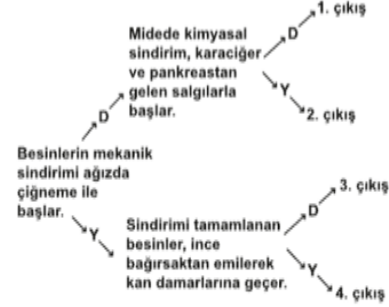 1. çıkış
Midede kimyasal
D
sindirim, karaciğer
ve pankreastan
gelen salgılarla
Y
başlar.
D
2. çıkış
Besinlerin mekanik
sindirimi ağızda
çiğneme ile
başlar.
3. çıkış
D
Y
Sindirimi tamamlanan
besinler, ince
bağırsaktan emilerek
kan damarlarına geçer.
Y
4. çıkış